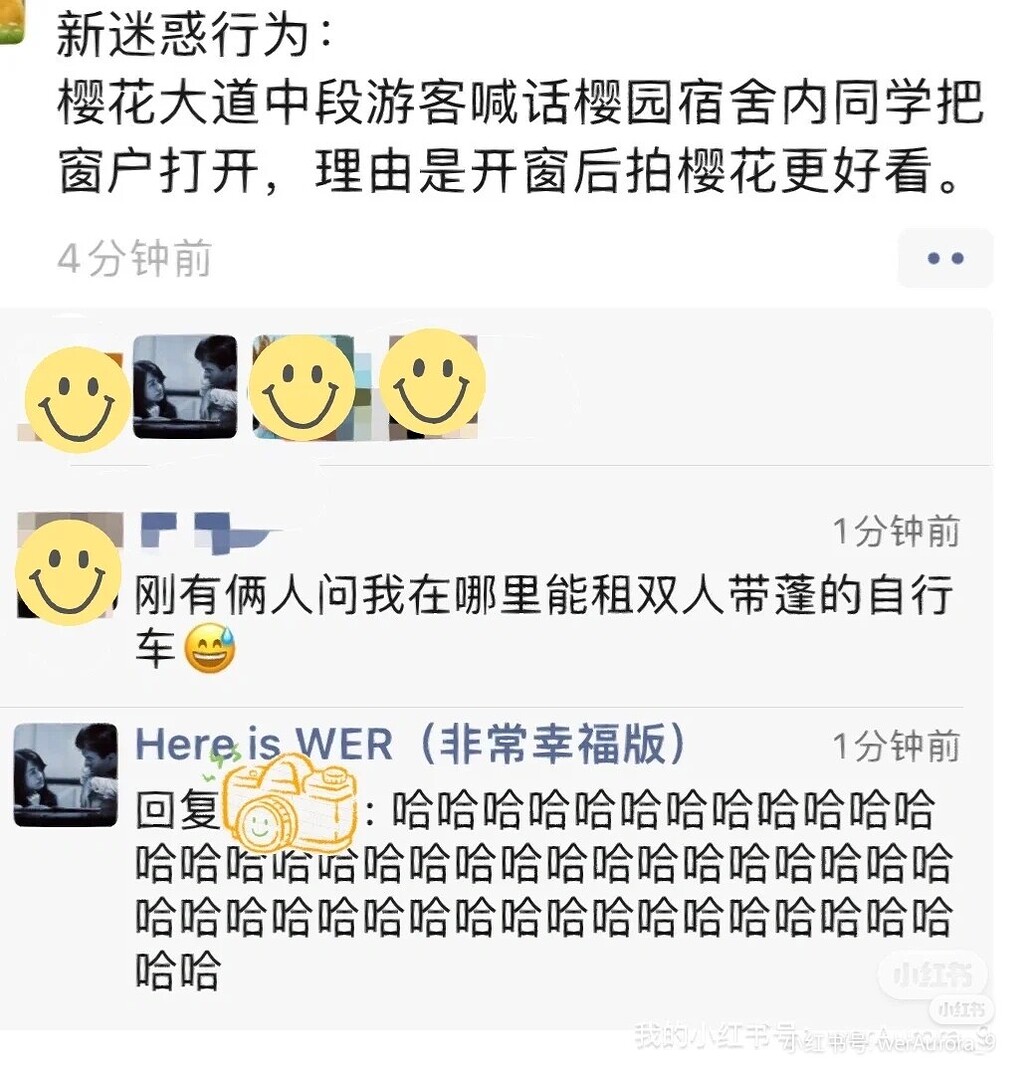 新迷惑行为：
樱花大道中段游客喊话樱园宿舍内同学把
窗户打开，理由是开窗后拍樱花更好看。
4分钟前
1分钟前
刚有俩人问我在哪里能租双人带蓬的自行
车😅
Here is WER（非常幸福版）
1分钟前
回复：哈哈哈哈哈哈哈哈哈哈哈哈
哈哈哈哈哈哈哈哈哈哈哈哈哈哈哈哈哈哈
哈哈哈哈哈哈哈哈哈哈哈哈哈哈哈哈哈哈
哈哈
小红书
小红书
我的小红书号：
小红书号：WerAurora_9